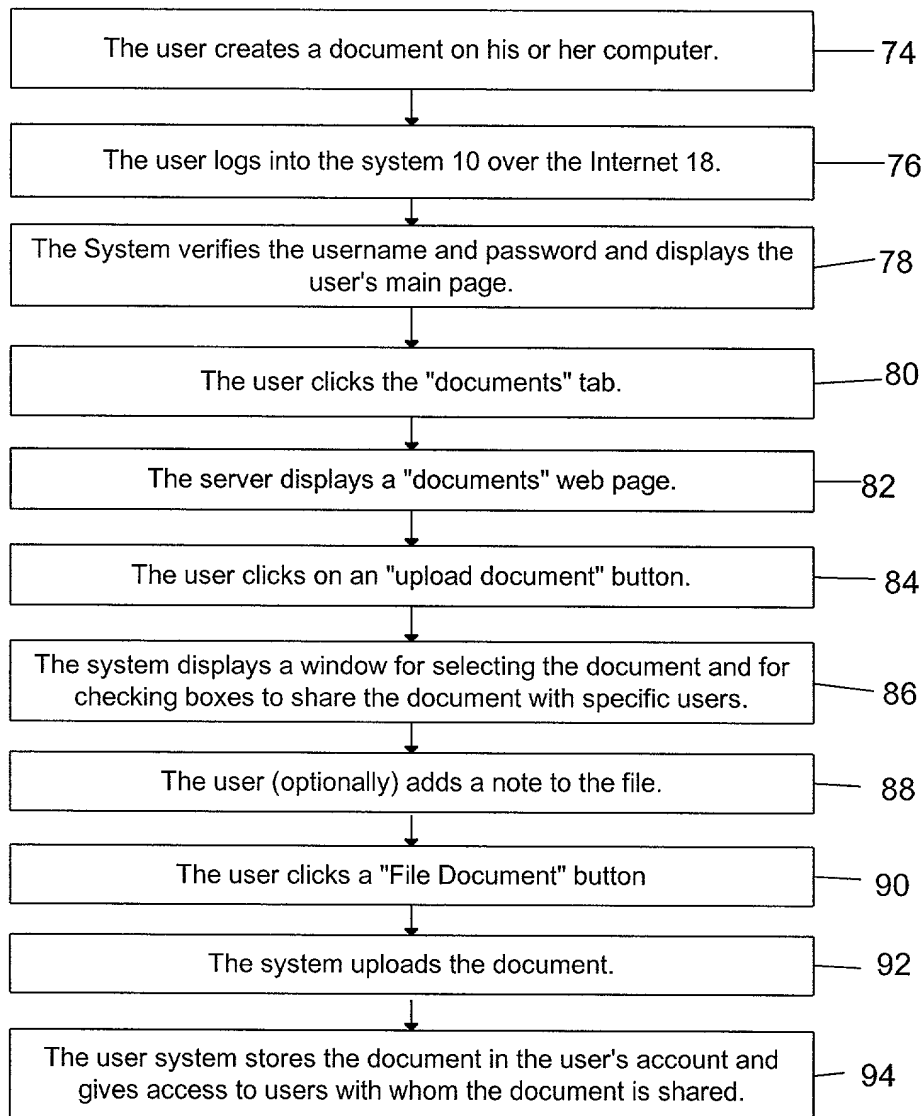 The user creates a document on his or her computer.
74
The user logs into the system 10 over the Internet 18.
76
The System verifies the username and password and displays the
user's main page.
78
The user clicks the "documents" tab.
80
The server displays a "documents" web page.
82
The user clicks on an "upload document" button.
84
The system displays a window for selecting the document and for
checking boxes to share the document with specific users.
86
The user (optionally) adds a note to the file.
88
The user clicks a "File Document" button
90
The system uploads the document.
92
The user system stores the document in the user's account and
gives access to users with whom the document is shared.
94